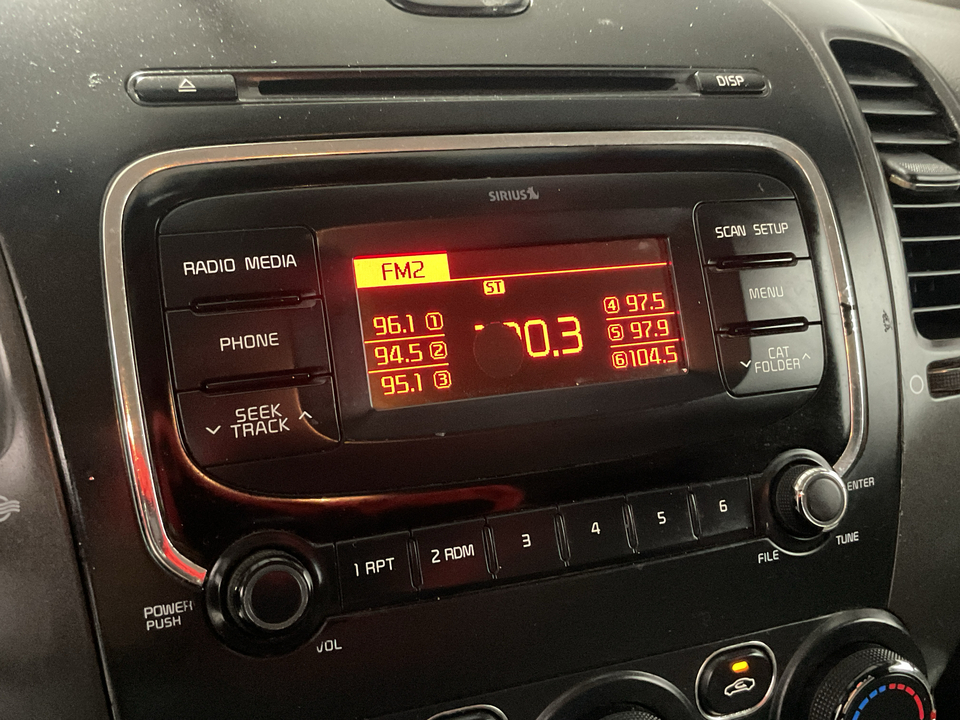 DISP
SIRIUS
RADIO MEDIA
PHONE
SEEK
TRACK
FM2
ST
96.1 1
94.5 2
95.1 3
0.3
4 97.5
5 97.9
6 104.5
SCAN SETUP
MENU
CAT
FOLDER
1 RPT
2 RDM
3
4
5
6
POWER
PUSH
VOL
ENTER
TUNE
FILE